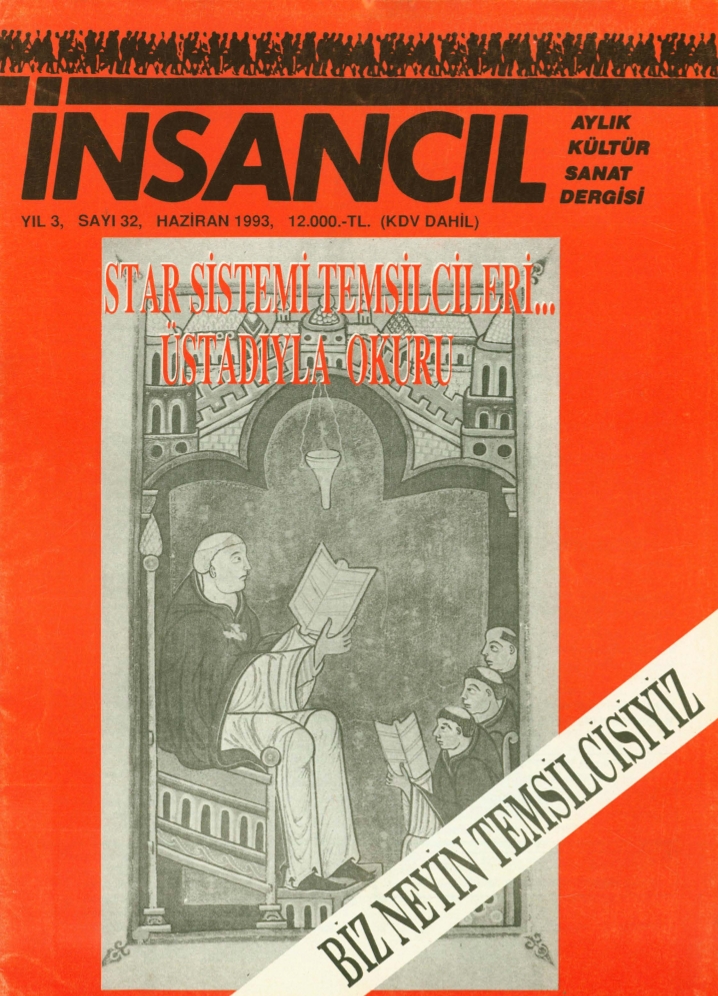 İNSANCIL
AYLIK
KÜLTÜR
SANAT
DERGİSİ
YIL 3, SAYI 32, HAZİRAN 1993, 12.000.-TL. (KDV DAHİL)
STAR SİSTEMİ TEMSİLCİLERİ...
ÜSTADIYLA OKURU
BİZ NEYİN TEMSİLCİSİYİZ